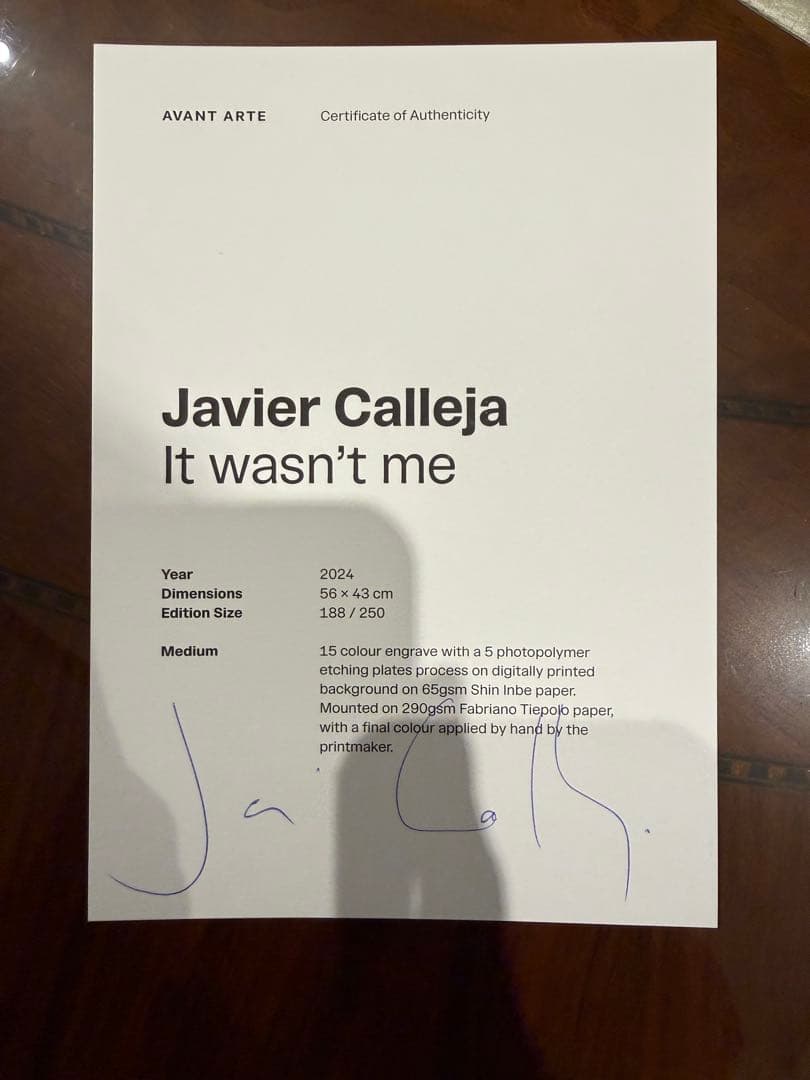 AVANT ARTE Certificate of Authenticity
Javier Calleja
It wasn’t me
Year 2024
Dimensions 56 × 43 cm
Edition Size 188 / 250
Medium 15 colour engrave with a 5 photopolymer
etching plates process on digitally printed
background on 65gsm Shin Inbe paper.
Mounted on 290gsm Fabriano Tiepolo paper,
with a final colour applied by hand by the
printmaker.